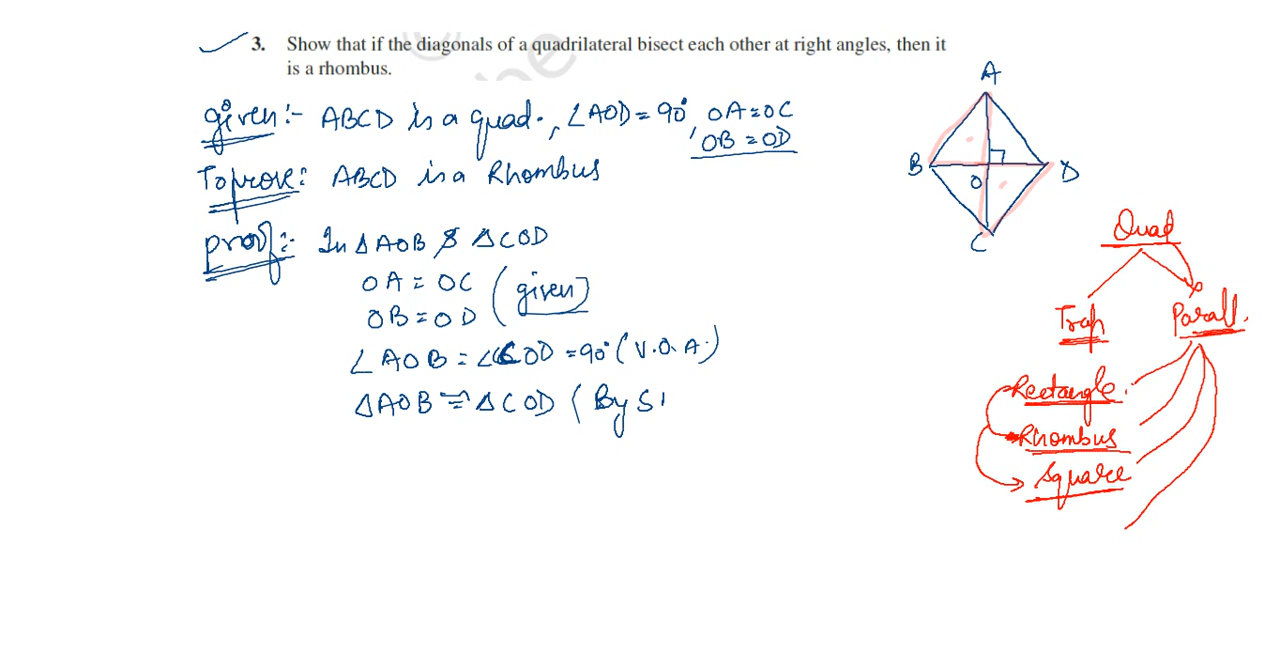 3. Show that if the diagonals of a quadrilateral bisect each other at right angles, then it
is a rhombus.
given:- ABCD is a quad., ∠AOD = 90°, OA = OC
, OB = OD
To prove: ABCD is a Rhombus
proof:- In Δ AOB & Δ COD
OA = OC (given)
OB = OD
∠AOB = ∠COD = 90° (V.O.A.)
ΔAOB ≅ ΔCOD (By S
A
B
D
O
C
Quad
Trap
Parall.
Rectangle
Rhombus
Square